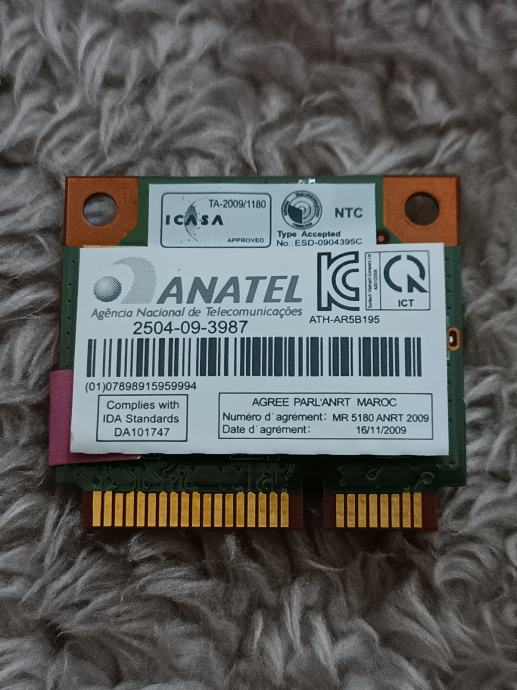 TA-2009/1180
ICASA
APPROVED
NTC
Type Accepted
No.: ESD-0904395C
ANATEL
Agência Nacional de Telecomunicações
2504-09-3987
ATH-AR5B195
ICT
(01)07898915959994
Complies with
IDA Standards
DA101747
AGREE PARL'ANRT MAROC
Numéro d'agrément: MR 5180 ANRT 2009
Date d'agrément: 16/11/2009